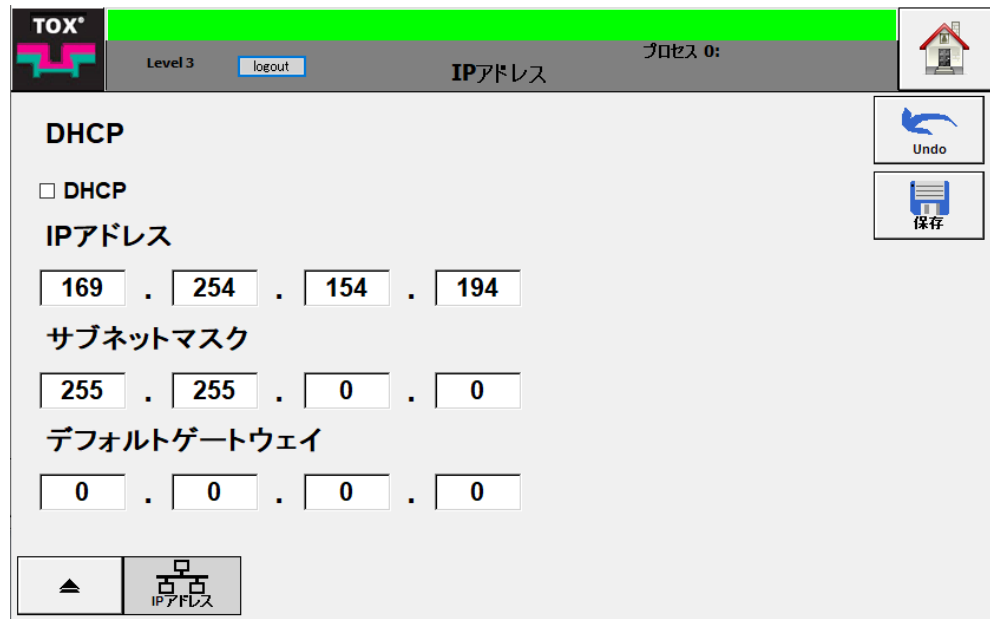 TOX®
Level 3
logout
IPアドレス
プロセス 0:
DHCP
Undo
DHCP
保存
IPアドレス
169 . 254 . 154 . 194
サブネットマスク
255 . 255 . 0 . 0
デフォルトゲートウェイ
0 . 0 . 0 . 0
IPアドレス